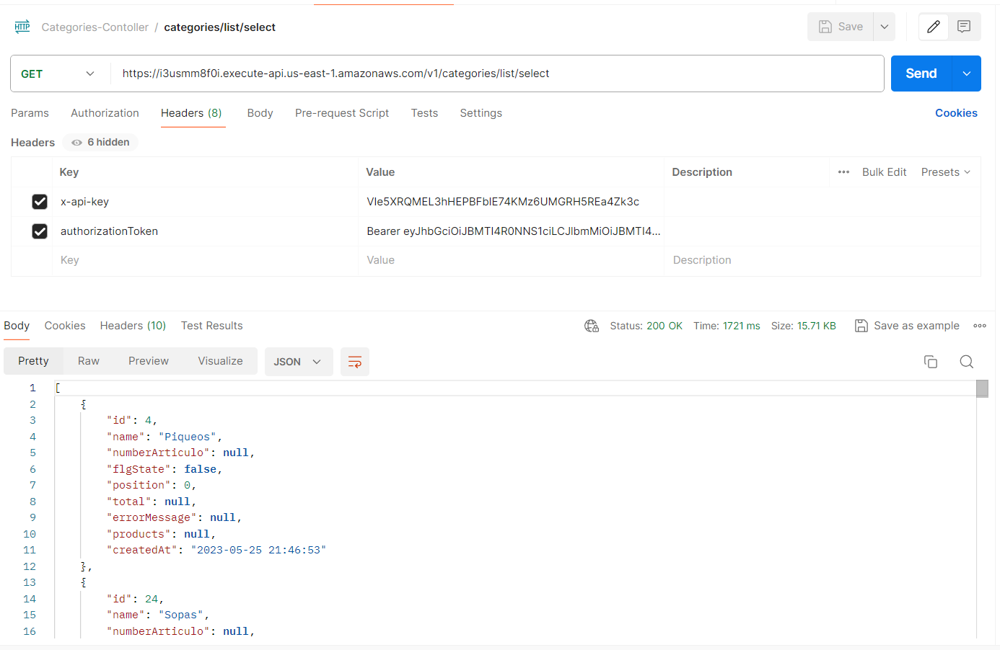 HTTP Categories-Contoller / categories/list/select Save
GET https://i3usmm8f0i.execute-api.us-east-1.amazonaws.com/v1/categories/list/select Send
Params Authorization Headers (8) Body Pre-request Script Tests Settings Cookies
Headers 6 hidden
Key Value Description Bulk Edit Presets
x-api-key VIe5XRQMEL3hHEPBFbIE74KMz6UMGRH5REa4Zk3c
authorizationToken Bearer eyJhbGciOiJBMTI4R0NNS1ciLCJlbmMiOiJBMTI4...
Key Value Description
Body Cookies Headers (10) Test Results Status: 200 OK Time: 1721 ms Size: 15.71 KB Save as example
Pretty Raw Preview Visualize JSON
1 [
2 {
3 "id": 4,
4 "name": "Piqueos",
5 "numberArticulo": null,
6 "flgState": false,
7 "position": 0,
8 "total": null,
9 "errorMessage": null,
10 "products": null,
11 "createdAt": "2023-05-25 21:46:53"
12 },
13 {
14 "id": 24,
15 "name": "Sopas",
16 "numberArticulo": null,